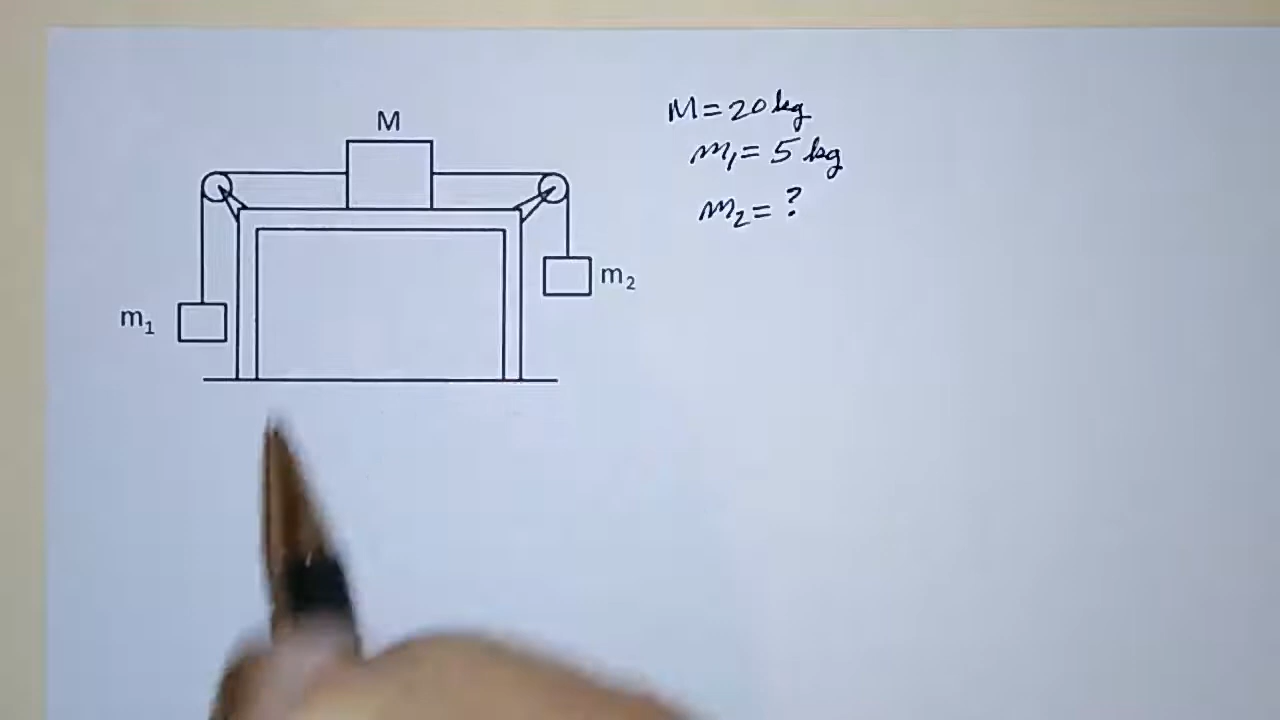 M
M = 20 kg
m₁ = 5 kg
m₂ = ?
m₂
m₁